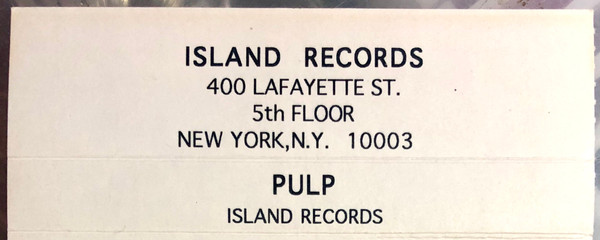 ISLAND RECORDS
400 LAFAYETTE ST.
5th FLOOR
NEW YORK,N.Y. 10003
PULP
ISLAND RECORDS